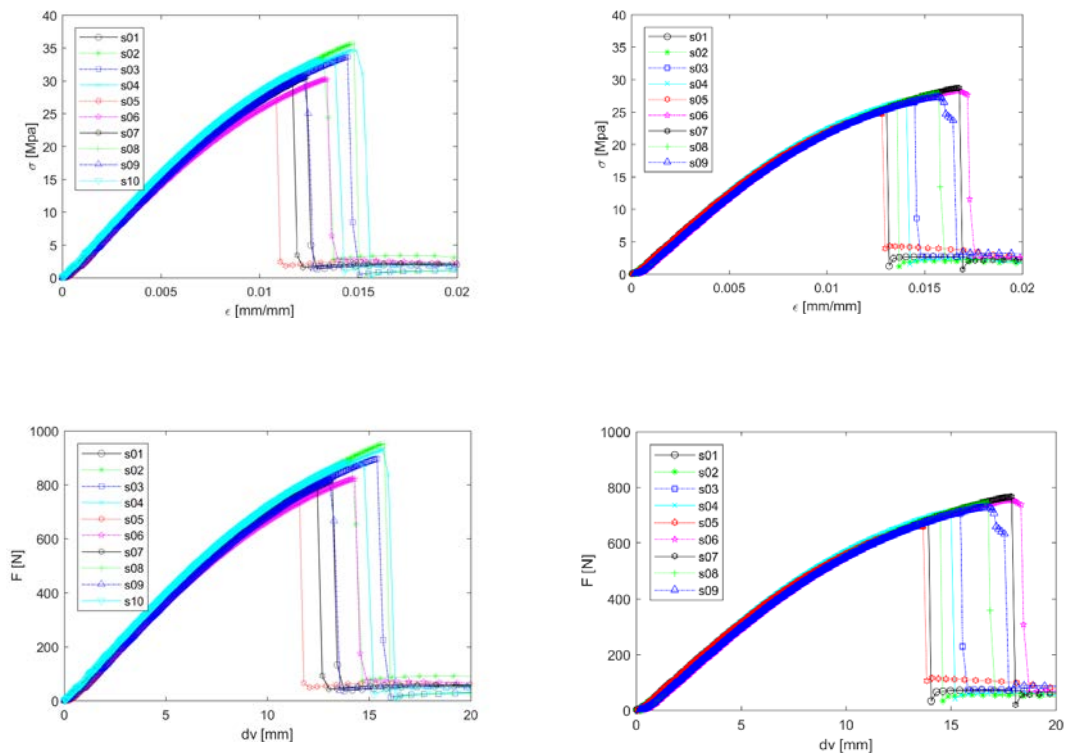 40
35
30
25
20
15
10
5
0
σ [Mpa]
s01
s02
s03
s04
s05
s06
s07
s08
s09
s10
0
0.005
0.01
0.015
0.02
ϵ [mm/mm]
40
35
30
25
20
15
10
5
0
σ [Mpa]
s01
s02
s03
s04
s05
s06
s07
s08
s09
0
0.005
0.01
0.015
0.02
ϵ [mm/mm]
1000
800
600
400
200
0
F [N]
s01
s02
s03
s04
s05
s06
s07
s08
s09
s10
0
5
10
15
20
dv [mm]
1000
800
600
400
200
0
F [N]
s01
s02
s03
s04
s05
s06
s07
s08
s09
0
5
10
15
20
dv [mm]